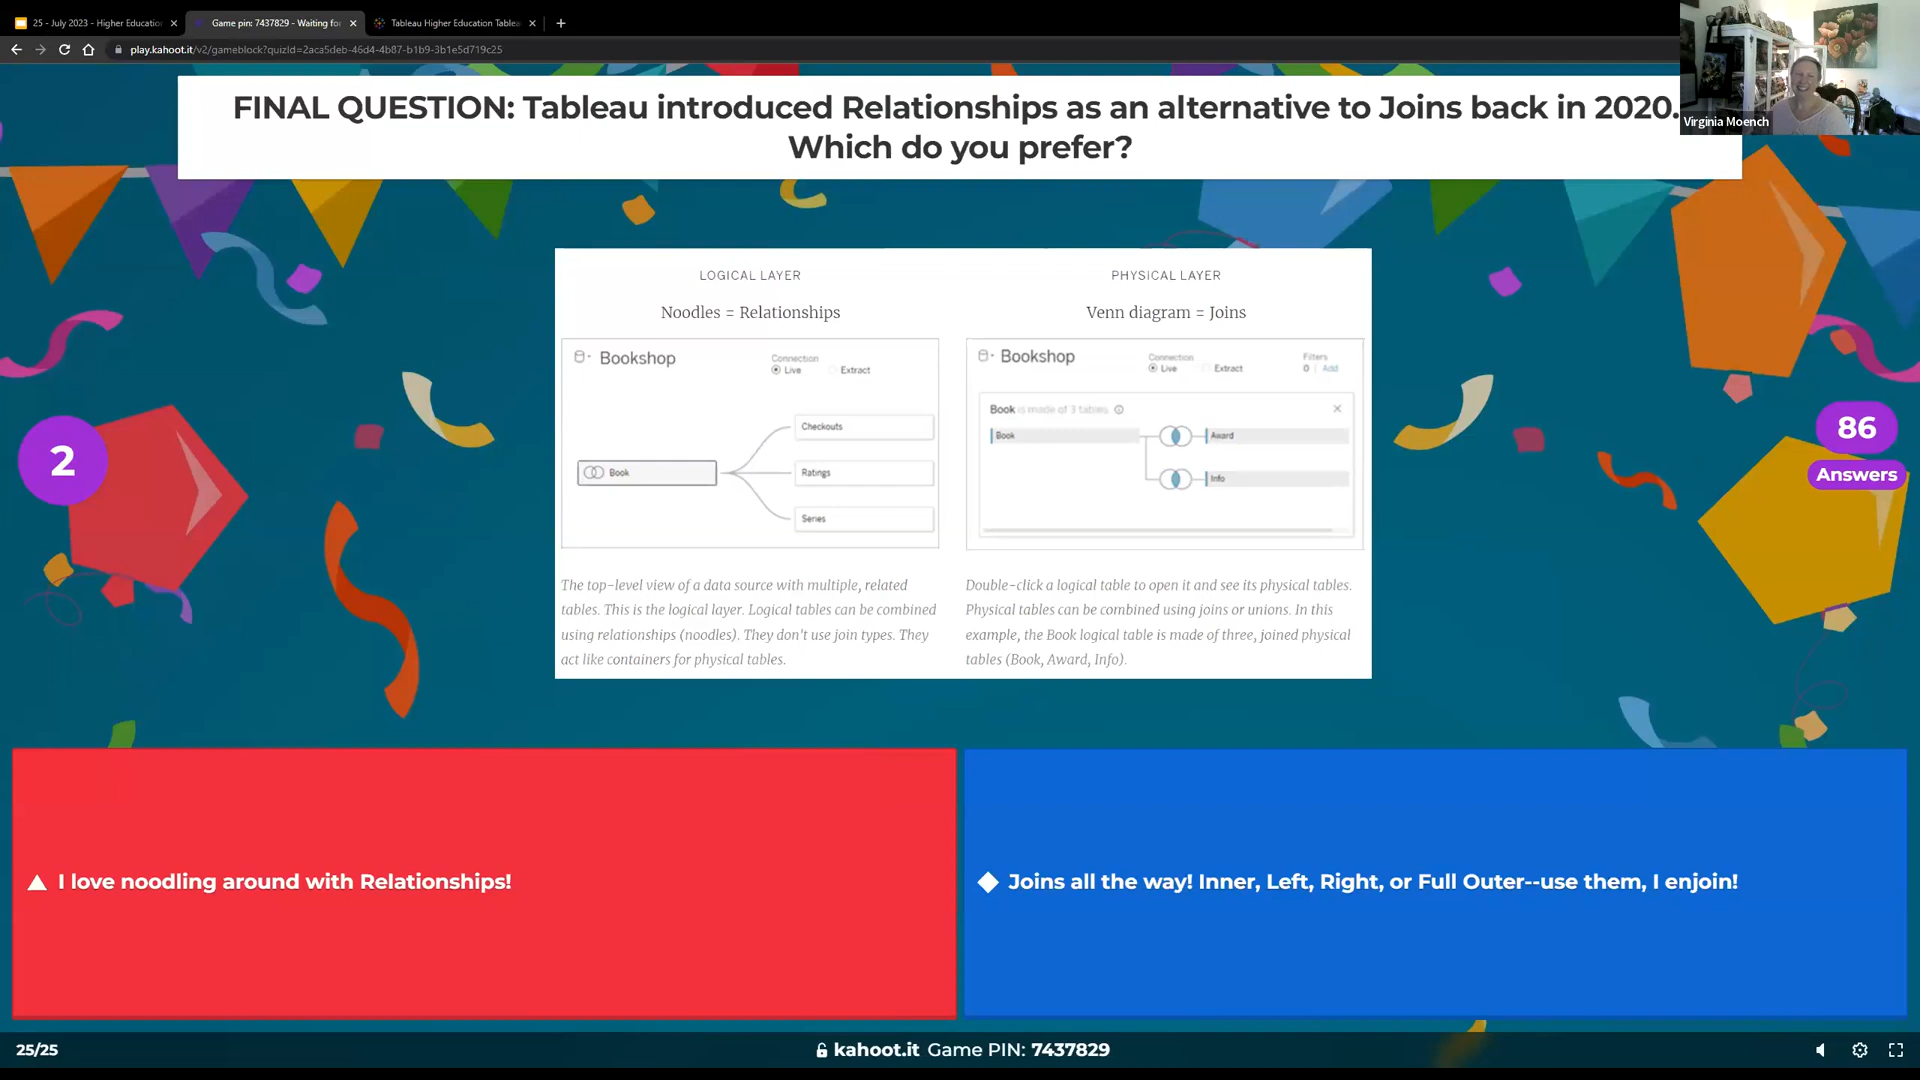 25 - July 2023 - Higher Education
Game pin: 7437829 - Waiting for
Tableau Higher Education Tablea
play.kahoot.it/v2/gameblock?quizId=2aca5deb-46d4-4b87-b1b9-3b1e5d719c25
Virginia Moench
FINAL QUESTION: Tableau introduced Relationships as an alternative to Joins back in 2020.
Which do you prefer?
LOGICAL LAYER
Noodles = Relationships
Bookshop
Connection
Live
Extract
Book
Checkouts
Ratings
Series
The top-level view of a data source with multiple, related
tables. This is the logical layer. Logical tables can be combined
using relationships (noodles). They don't use join types. They
act like containers for physical tables.
PHYSICAL LAYER
Venn diagram = Joins
Bookshop
Connection
Live
Extract
Filters
0 | Add
Book is made of 3 tables.
Book
Award
Info
Double-click a logical table to open it and see its physical tables.
Physical tables can be combined using joins or unions. In this
example, the Book logical table is made of three, joined physical
tables (Book, Award, Info).
2
86
Answers
I love noodling around with Relationships!
Joins all the way! Inner, Left, Right, or Full Outer--use them, I enjoin!
25/25
kahoot.it Game PIN: 7437829